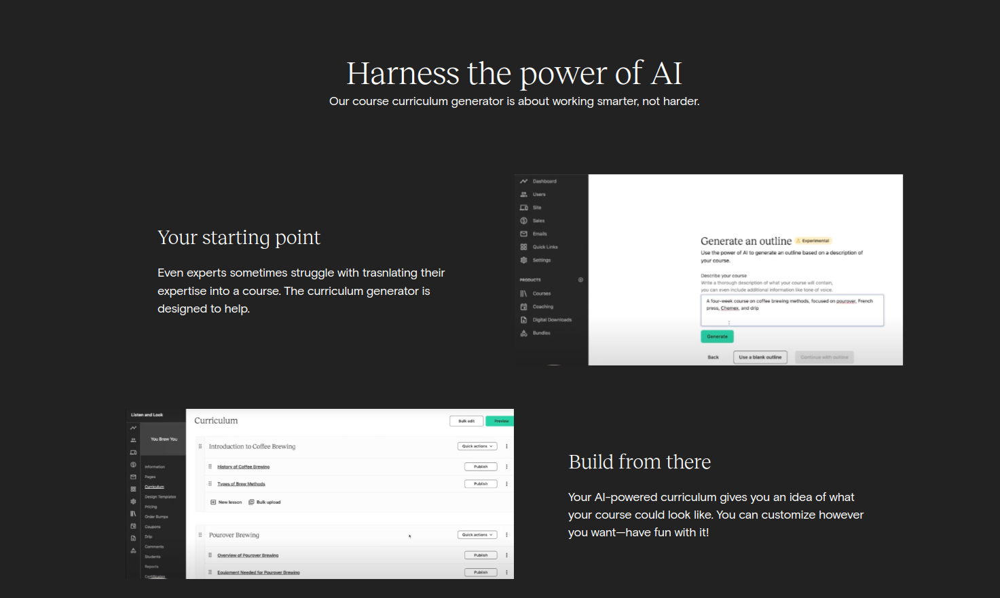 Harness the power of AI
Our course curriculum generator is about working smarter, not harder.
Your starting point
Even experts sometimes struggle with trasnlating their
expertise into a course. The curriculum generator is
designed to help.
Dashboard
Users
Site
Sales
Emails
Quick Links
Settings
PRODUCTS
Courses
Coaching
Digital Downloads
Bundles
Generate an outline Experimental
Use the power of AI to generate an outline based on a description of
your course.
Describe your course
Write a thorough description of what your course will contain,
you can even include additional information like tone of voice.
A four-week course on coffee brewing methods, focused on pourover, French
press, Chemex, and drip
Generate
Back Use a blank outline Continue with outline
Listen and Look
You Brew You
Information
Pages
Curriculum
Design Templates
Pricing
Order Bumps
Coupons
Drip
Comments
Students
Reports
Certificates
Curriculum Bulk edit Preview
Introduction to Coffee Brewing Quick actions
History of Coffee Brewing Publish
Types of Brew Methods Publish
New lesson Bulk upload
Pourover Brewing Quick actions
Overview of Pourover Brewing Publish
Equipment Needed for Pourover Brewing Publish
Build from there
Your AI-powered curriculum gives you an idea of what
your course could look like. You can customize however
you want—have fun with it!